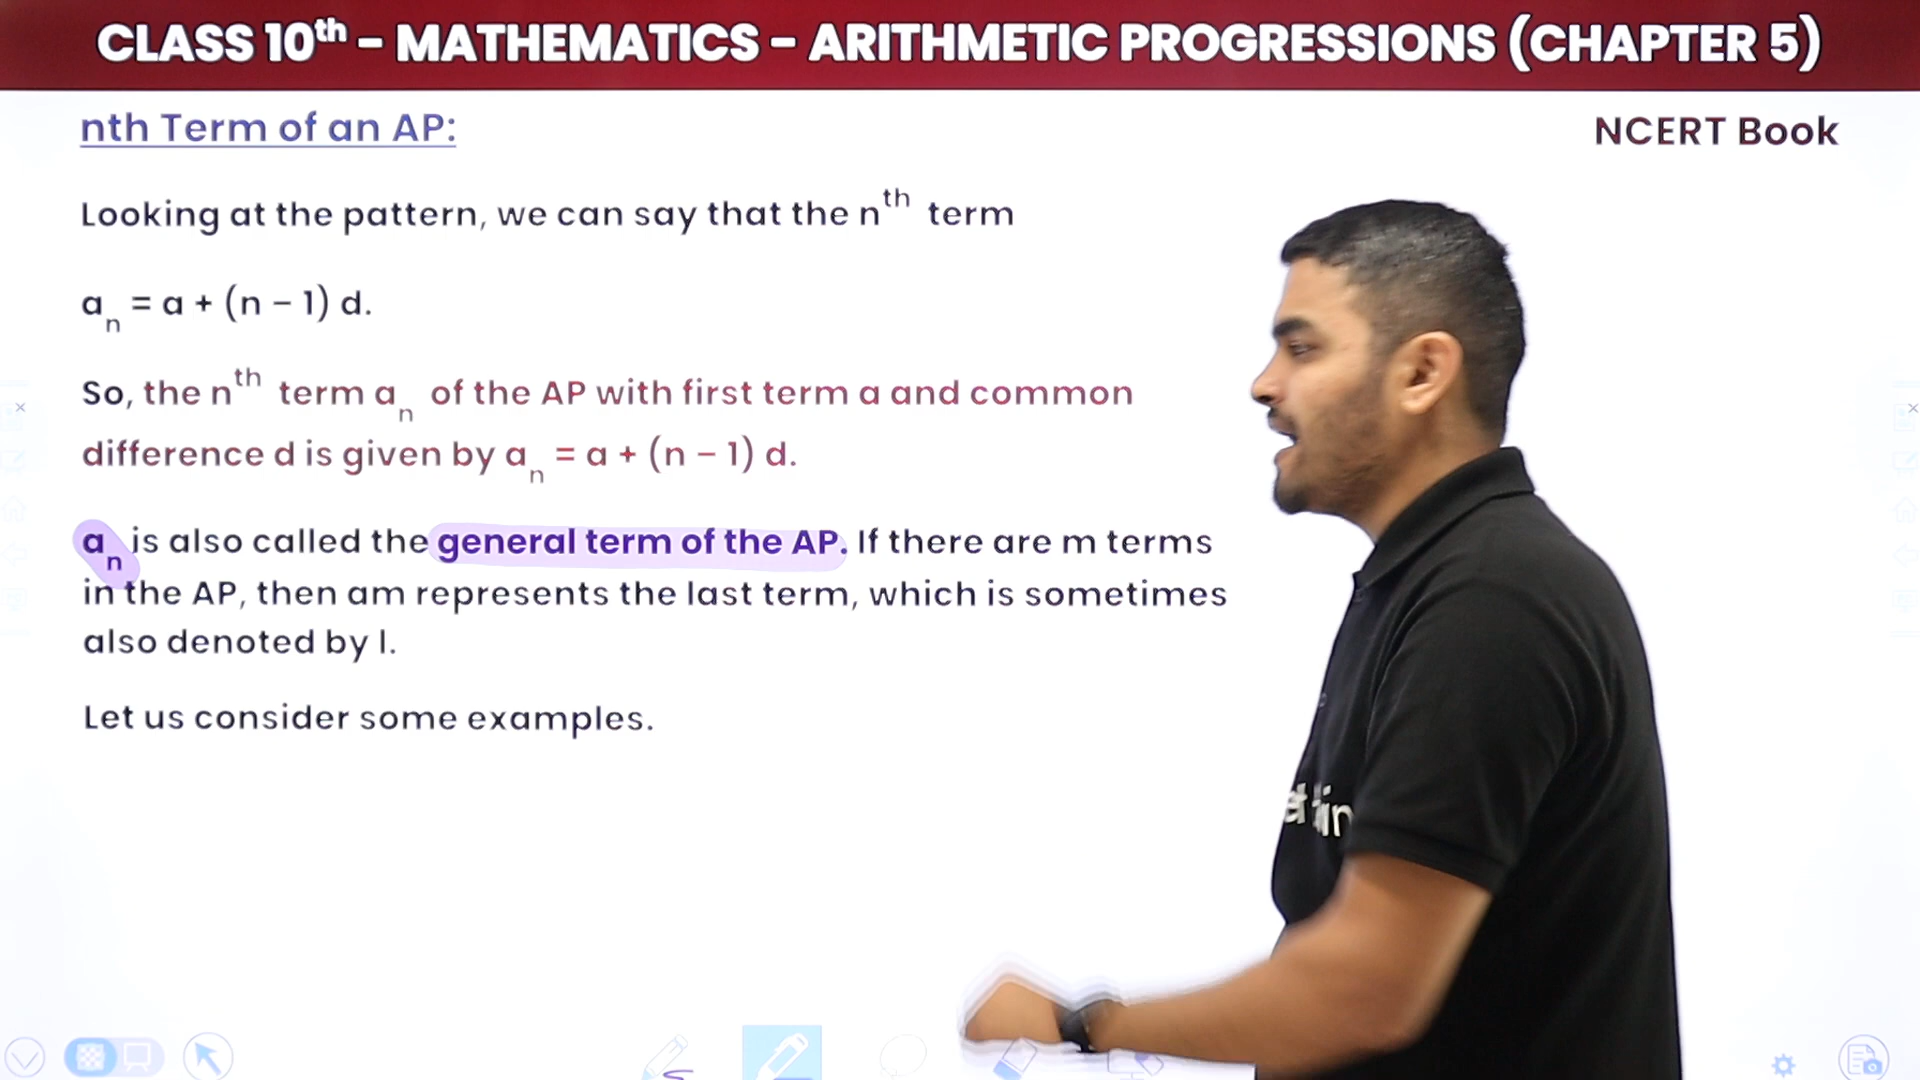 CLASS 10th - MATHEMATICS - ARITHMETIC PROGRESSIONS (CHAPTER 5)
nth Term of an AP:
NCERT Book
Looking at the pattern, we can say that the nth term
an = a + (n – 1) d.
So, the nth term an of the AP with first term a and common
difference d is given by an = a + (n – 1) d.
an is also called the general term of the AP. If there are m terms
in the AP, then am represents the last term, which is sometimes
also denoted by l.
Let us consider some examples.